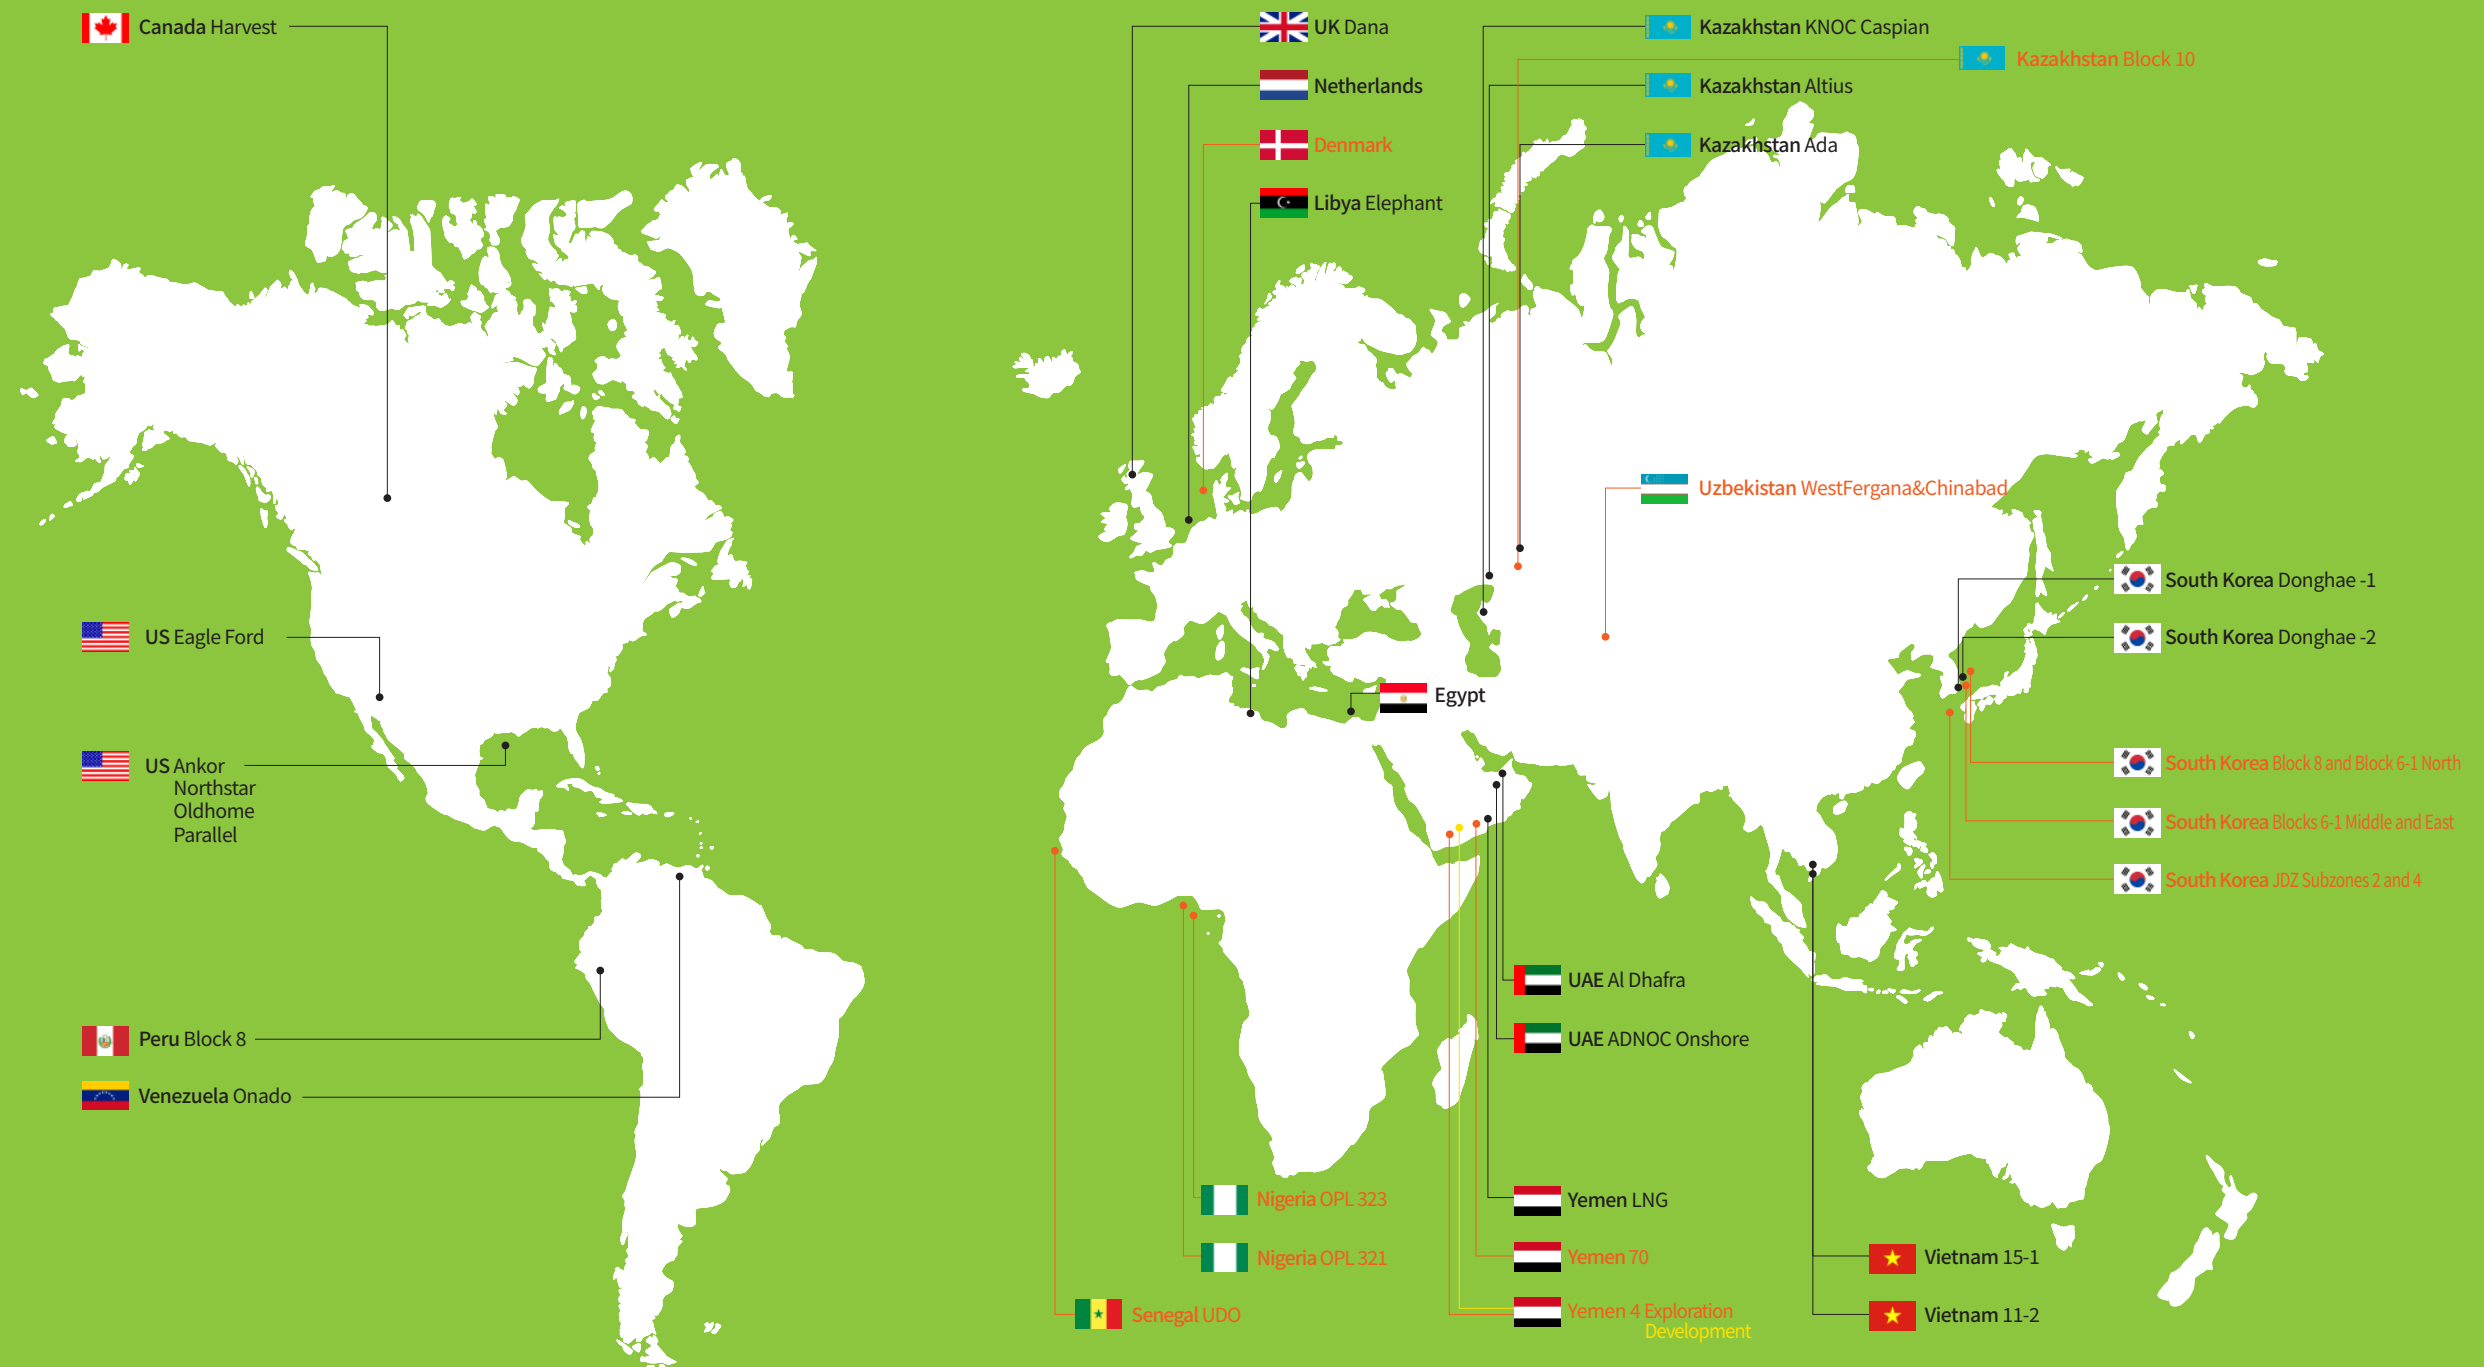 Canada Harvest
US Eagle Ford
US Ankor
Northstar
Oldhome
Parallel
Peru Block 8
Venezuela Onado
UK Dana
Netherlands
Denmark
Libya Elephant
Kazakhstan KNOC Caspian
Kazakhstan Block 10
Kazakhstan Altius
Kazakhstan Ada
Uzbekistan WestFergana&Chinabad
Egypt
South Korea Donghae -1
South Korea Donghae -2
South Korea Block 8 and Block 6-1 North
South Korea Blocks 6-1 Middle and East
South Korea JDZ Subzones 2 and 4
UAE Al Dhafra
UAE ADNOC Onshore
Nigeria OPL 323
Nigeria OPL 321
Senegal UDO
Yemen LNG
Yemen 70
Yemen 4 Exploration
Development
Vietnam 15-1
Vietnam 11-2